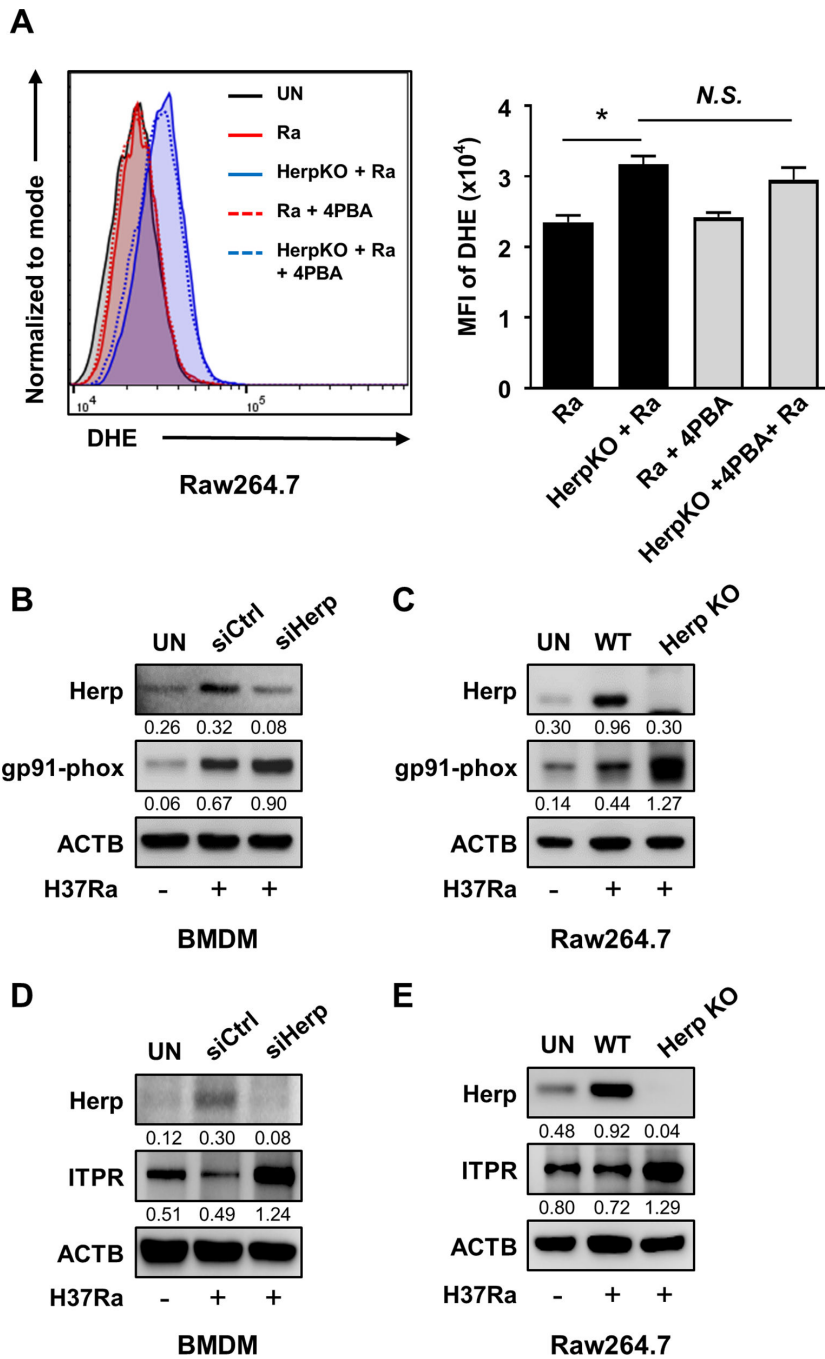 A
Normalized to mode
UN
Ra
HerpKO + Ra
Ra + 4PBA
HerpKO + Ra
+ 4PBA
10⁴
10⁵
DHE
Raw264.7
MFI of DHE (x10⁴)
4
3
2
1
0
*
N.S.
Ra
HerpKO + Ra
Ra + 4PBA
HerpKO +4PBA+ Ra
B
UN siCtrl siHerp
Herp
0.26 0.32 0.08
gp91-phox
0.06 0.67 0.90
ACTB
H37Ra - + +
BMDM
C
UN WT Herp KO
Herp
0.30 0.96 0.30
gp91-phox
0.14 0.44 1.27
ACTB
H37Ra - + +
Raw264.7
D
UN siCtrl siHerp
Herp
0.12 0.30 0.08
ITPR
0.51 0.49 1.24
ACTB
H37Ra - + +
BMDM
E
UN WT Herp KO
Herp
0.48 0.92 0.04
ITPR
0.80 0.72 1.29
ACTB
H37Ra - + +
Raw264.7